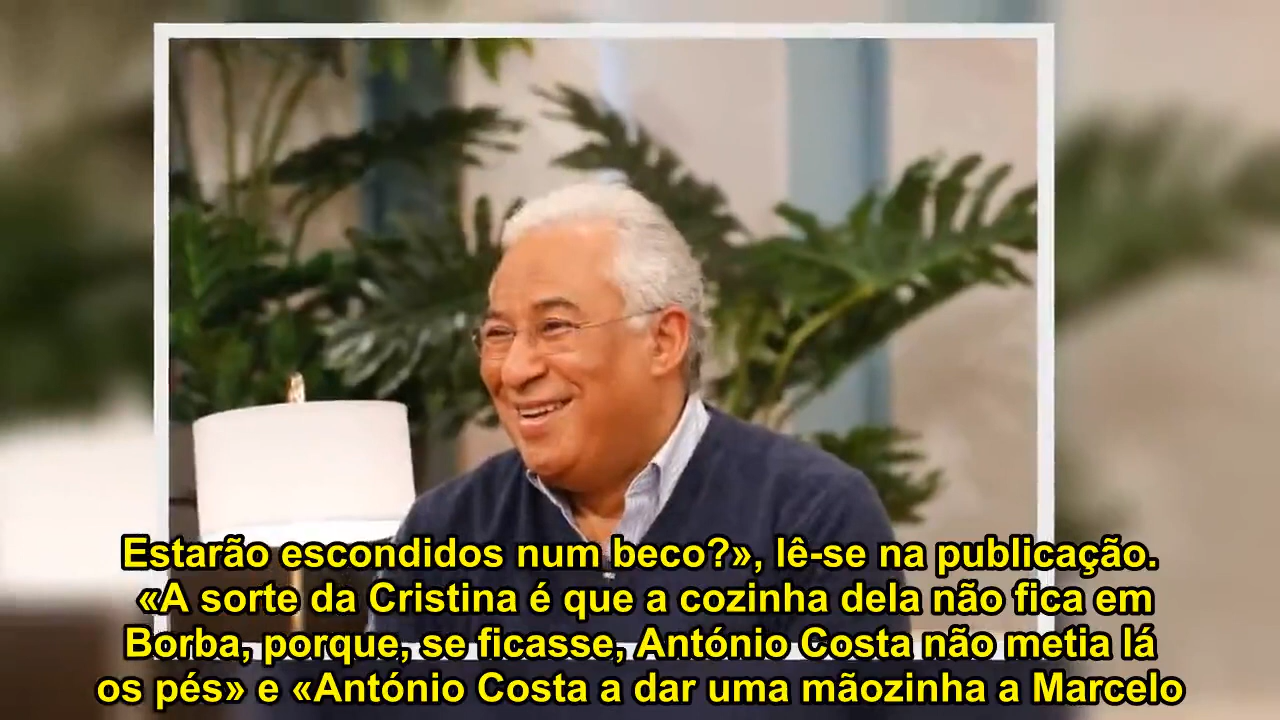 Estarão escondidos num beco?», lê-se na publicação.
«A sorte da Cristina é que a cozinha dela não fica em
Borba, porque, se ficasse, António Costa não metia lá
os pés» e «António Costa a dar uma mãozinha a Marcelo